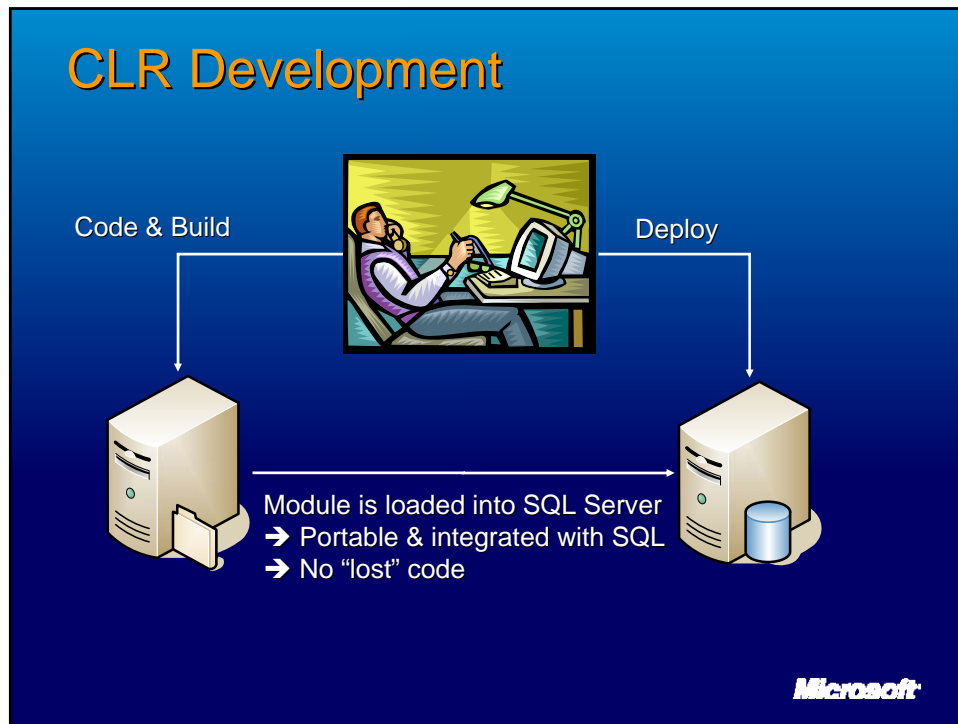 CLR Development
Code & Build
Deploy
Module is loaded into SQL Server
➔ Portable & integrated with SQL
➔ No “lost” code
Microsoft